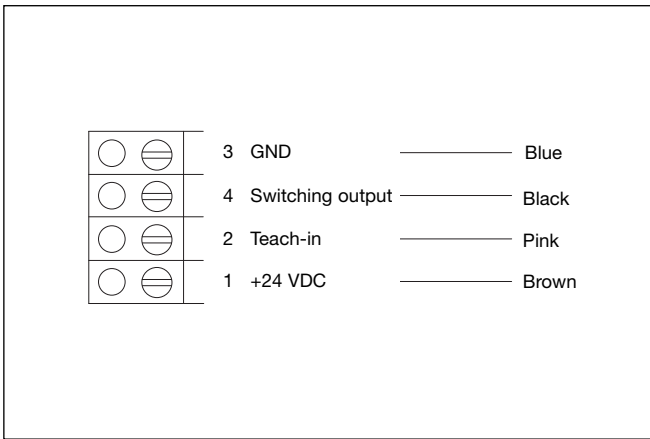 3 GND Blue
4 Switching output Black
2 Teach-in Pink
1 +24 VDC Brown